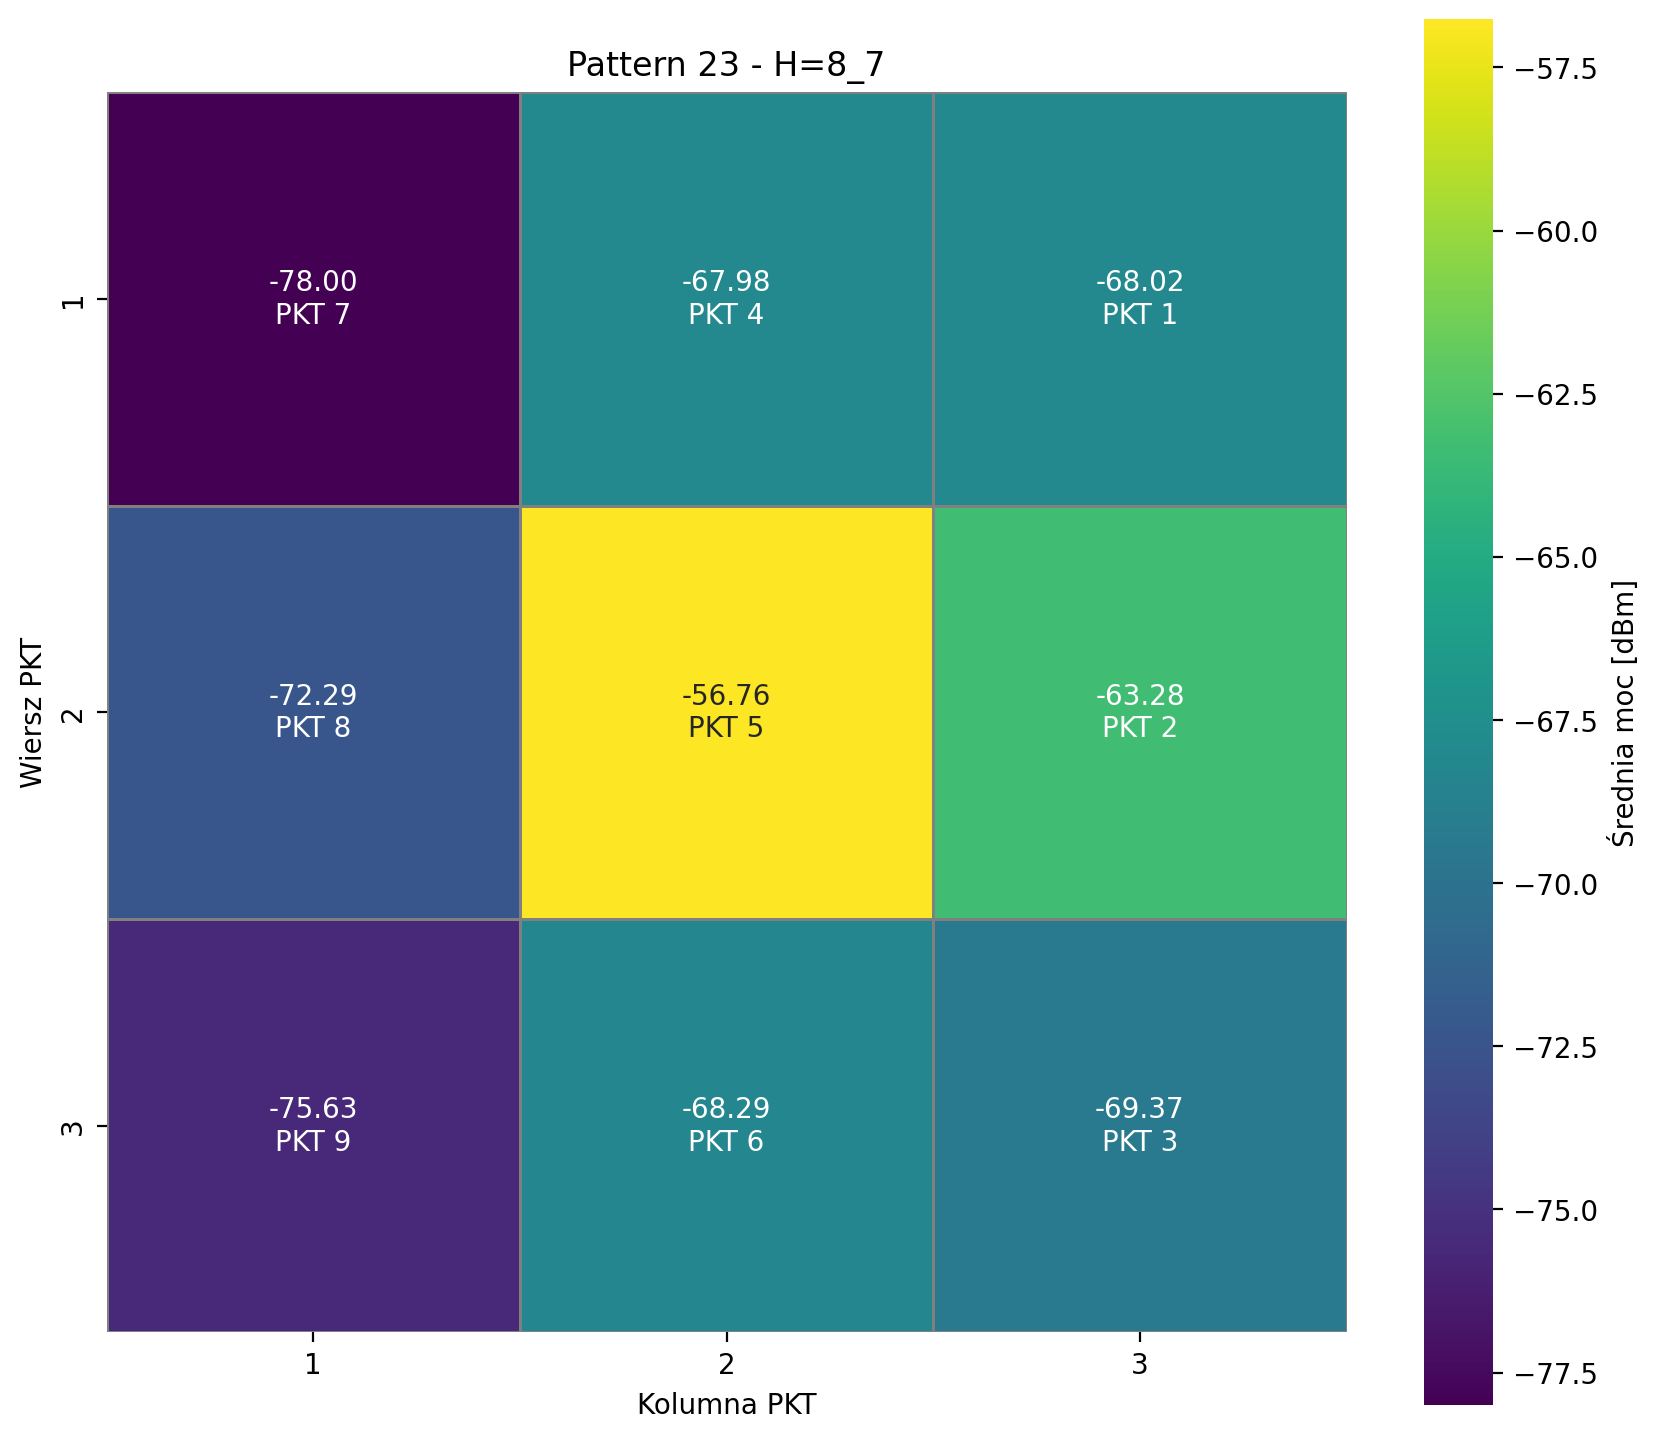 Pattern 23 - H=8_7
-78.00
PKT 7
-67.98
PKT 4
-68.02
PKT 1
-72.29
PKT 8
-56.76
PKT 5
-63.28
PKT 2
-75.63
PKT 9
-68.29
PKT 6
-69.37
PKT 3
1
2
3
Wiersz PKT
1
2
3
Kolumna PKT
−57.5
−60.0
−62.5
−65.0
−67.5
−70.0
−72.5
−75.0
−77.5
Średnia moc [dBm]